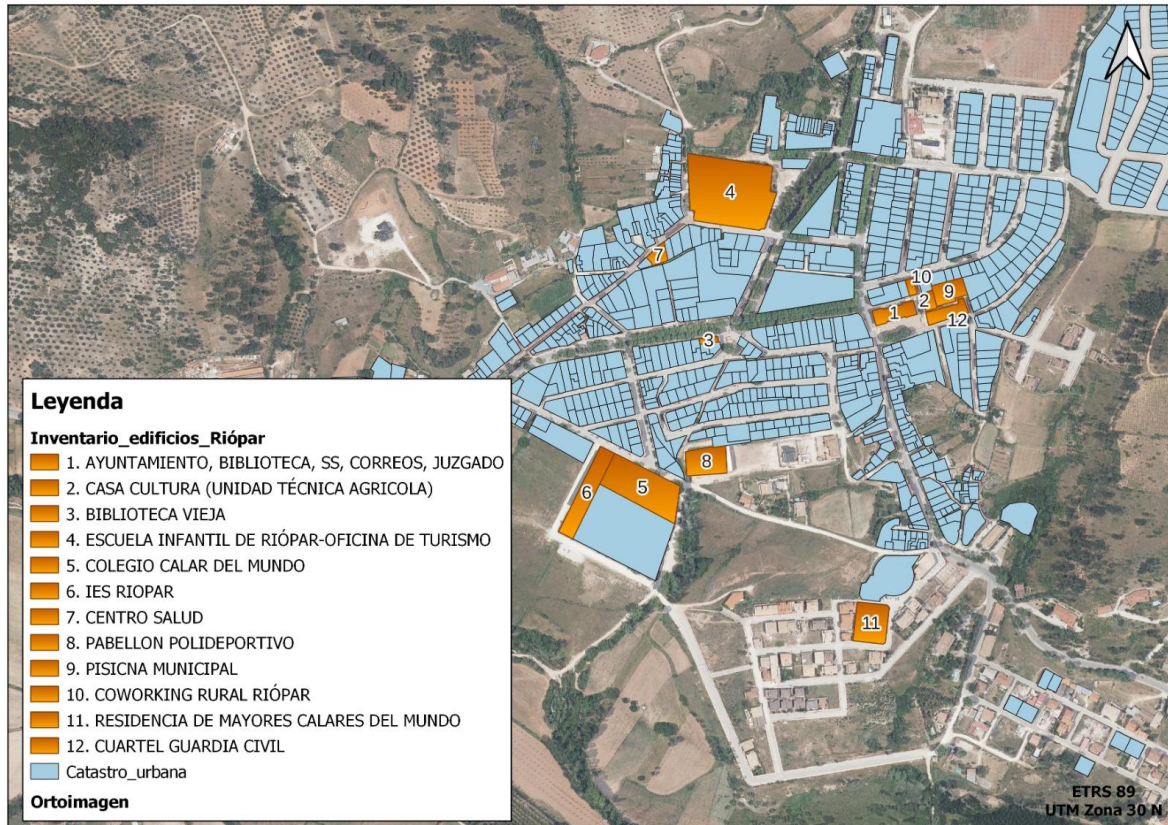 4
7
10
9
2
1
12
3
8
5
6
11
Leyenda
Inventario_edificios_Riópar
1. AYUNTAMIENTO, BIBLIOTECA, SS, CORREOS, JUZGADO
2. CASA CULTURA (UNIDAD TÉCNICA AGRICOLA)
3. BIBLIOTECA VIEJA
4. ESCUELA INFANTIL DE RIÓPAR-OFICINA DE TURISMO
5. COLEGIO CALAR DEL MUNDO
6. IES RIOPAR
7. CENTRO SALUD
8. PABELLON POLIDEPORTIVO
9. PISICNA MUNICIPAL
10. COWORKING RURAL RIÓPAR
11. RESIDENCIA DE MAYORES CALARES DEL MUNDO
12. CUARTEL GUARDIA CIVIL
Catastro_urbana
Ortoimagen
ETRS 89
UTM Zona 30 N